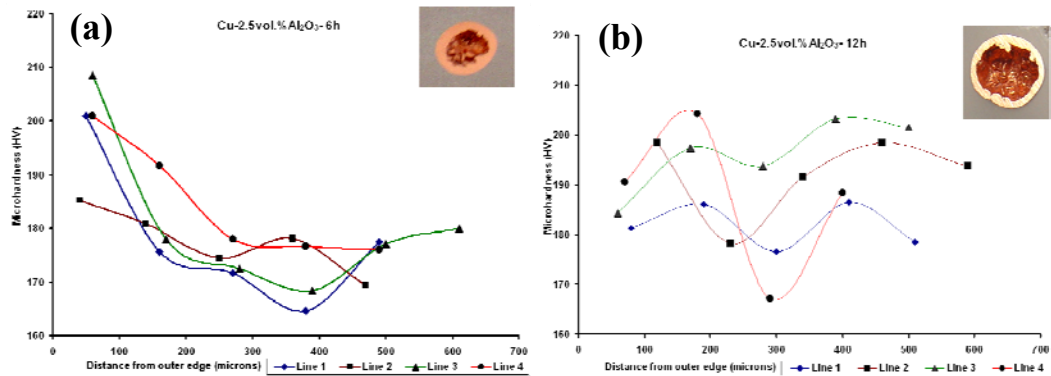 (a)
Cu-2.5vol.%Al₂O₃- 6h
220
210
200
190
180
170
160
Microhardness (HV)
0 100 200 300 400 500 600 700
Distance from outer edge (microns)
Line 1 Line 2 Line 3 Line 4
(b)
Cu-2.5vol.%Al₂O₃- 12h
220
210
200
190
180
170
160
Microhardness (HV)
0 100 200 300 400 500 600 700
Distance from outer edge (microns)
Line 1 Line 2 Line 3 Line 4